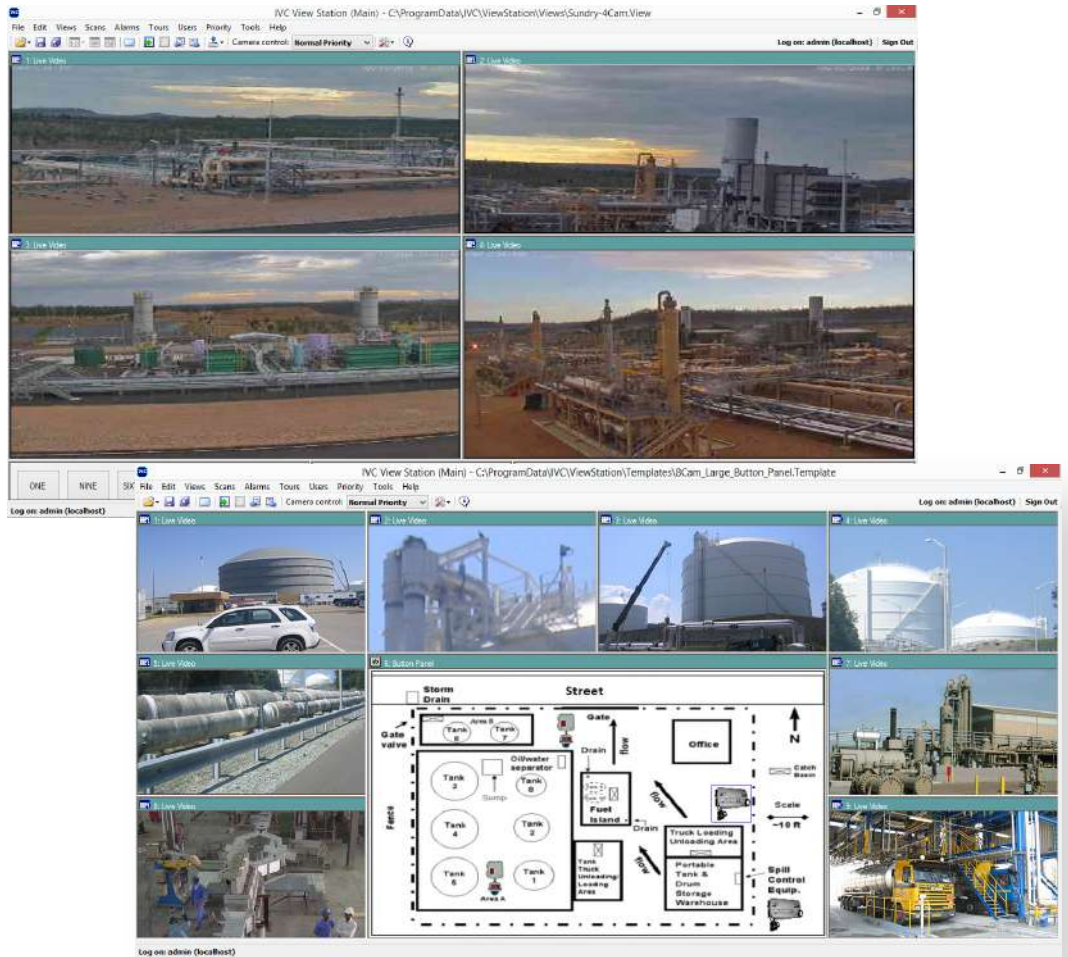 IVC View Station (Main) - C:\ProgramData\IVC\ViewStation\Views\Sundry-4Cam.View
File Edit Views Scans Alarms Tours Users Priority Tools Help
Camera control: Normal Priority
Log on: admin (localhost) Sign Out
1: Live Video
2: Live Video
3: Live Video
4: Live Video
ONE NINE
Log on: admin (localhost)
IVC View Station (Main) - C:\ProgramData\IVC\ViewStation\Templates\8Cam_Large_Button_Panel.Template
File Edit Views Scans Alarms Tours Users Priority Tools Help
Camera control: Normal Priority
Log on: admin (localhost) Sign Out
1: Live Video
2: Live Video
3: Live Video
4: Live Video
5: Live Video
6: Button Panel
7: Live Video
8: Live Video
9: Live Video
Storm
Drain
Street
Gate
valve
Area B
Tank
6
Tank
7
Gate
flow
Drain
Office
N
Oil/water
separator
Catch
Basin
Tank
3
Sump
Tank
8
Fuel
Island
flow
Scale
~10 ft
Fence
Tank
4
Tank
2
Drain
Truck Loading
Unloading Area
flow
Tank
5
Area A
Tank
1
Tank
Truck
Unloading/
Loading
Area
Portable
Tank &
Drum
Storage
Warehouse
Spill
Control
Equip.
Log on: admin (localhost)